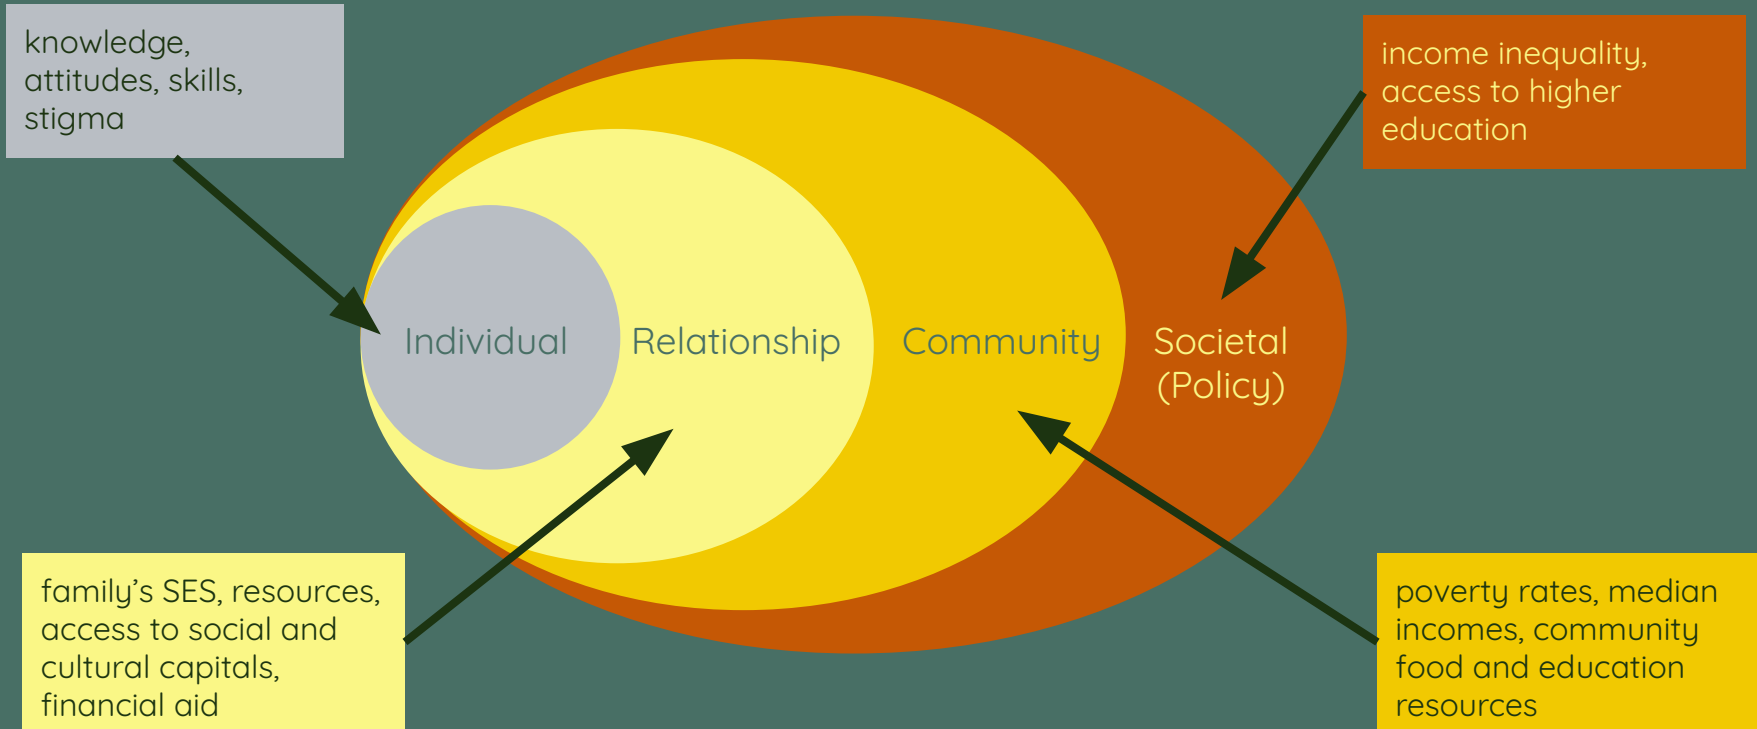 knowledge,
attitudes, skills,
stigma
income inequality,
access to higher
education
Individual
Relationship
Community
Societal
(Policy)
family’s SES, resources,
access to social and
cultural capitals,
financial aid
poverty rates, median
incomes, community
food and education
resources